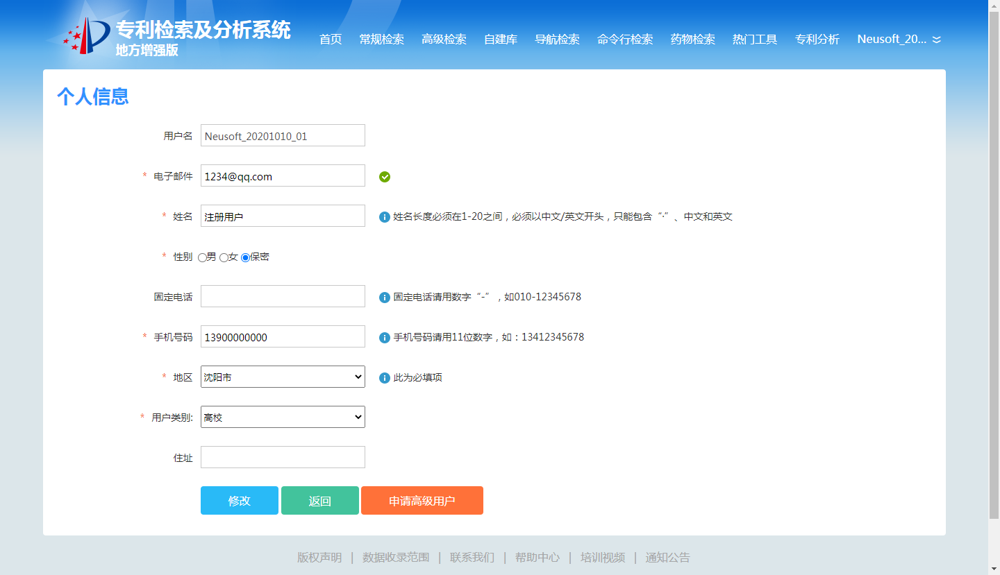 专利检索及分析系统
地方增强版
首页 常规检索 高级检索 自建库 导航检索 命令行检索 药物检索 热门工具 专利分析 Neusoft_20...
个人信息
用户名 Neusoft_20201010_01
* 电子邮件 1234@qq.com
* 姓名 注册用户 姓名长度必须在1-20之间，必须以中文/英文开头，只能包含“·”、中文和英文
* 性别 男 女 保密
固定电话 固定电话请用数字“-”，如010-12345678
* 手机号码 13900000000 手机号码请用11位数字，如：13412345678
* 地区 沈阳市 此为必填项
* 用户类别: 高校
住址
修改 返回 申请高级用户
版权声明 | 数据收录范围 | 联系我们 | 帮助中心 | 培训视频 | 通知公告